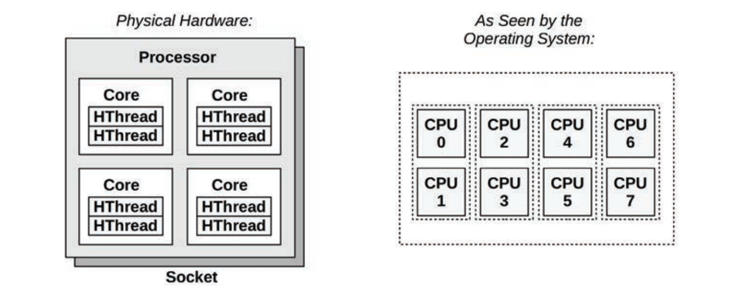 Physical Hardware:
Processor
Core Core
HThread HThread
HThread HThread
Core Core
HThread HThread
HThread HThread
Socket
As Seen by the
Operating System:
CPU CPU CPU CPU
0 2 4 6
CPU CPU CPU CPU
1 3 5 7